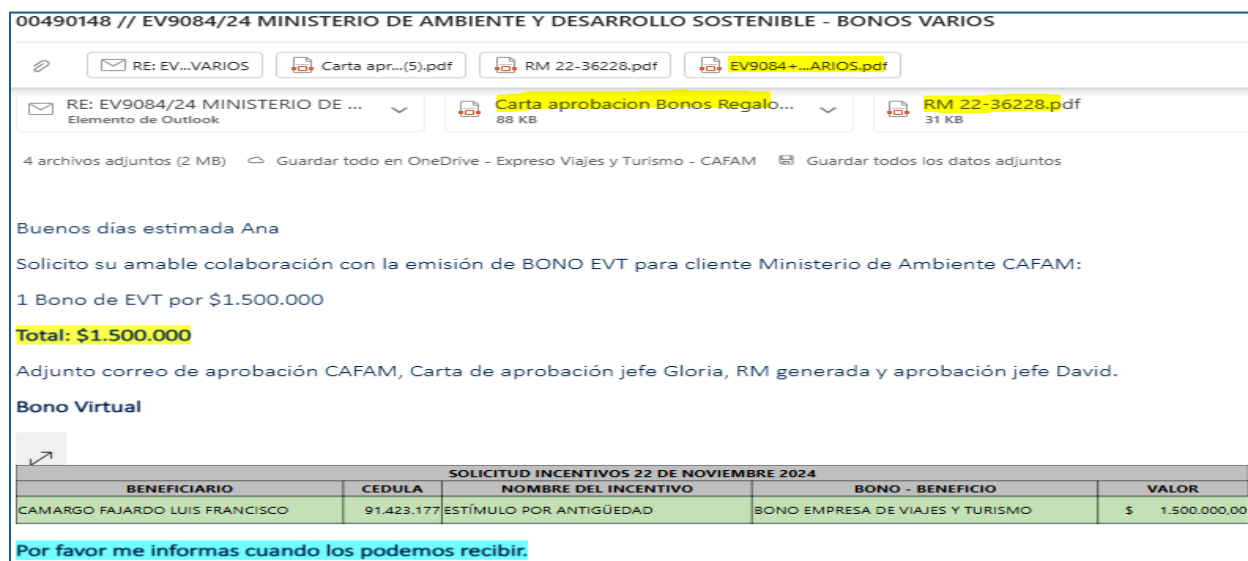 00490148 // EV9084/24 MINISTERIO DE AMBIENTE Y DESARROLLO SOSTENIBLE - BONOS VARIOS
RE: EV...VARIOS Carta apr...(5).pdf RM 22-36228.pdf EV9084+...ARIOS.pdf
RE: EV9084/24 MINISTERIO DE ... Carta aprobacion Bonos Regalo... RM 22-36228.pdf
Elemento de Outlook 88 KB 31 KB
4 archivos adjuntos (2 MB) Guardar todo en OneDrive - Expreso Viajes y Turismo - CAFAM Guardar todos los datos adjuntos
Buenos días estimada Ana
Solicito su amable colaboración con la emisión de BONO EVT para cliente Ministerio de Ambiente CAFAM:
1 Bono de EVT por $1.500.000
Total: $1.500.000
Adjunto correo de aprobación CAFAM, Carta de aprobación jefe Gloria, RM generada y aprobación jefe David.
Bono Virtual
SOLICITUD INCENTIVOS 22 DE NOVIEMBRE 2024
BENEFICIARIO CEDULA NOMBRE DEL INCENTIVO BONO - BENEFICIO VALOR
CAMARGO FAJARDO LUIS FRANCISCO 91.423.177 ESTÍMULO POR ANTIGÜEDAD BONO EMPRESA DE VIAJES Y TURISMO $ 1.500.000,00
Por favor me informas cuando los podemos recibir.